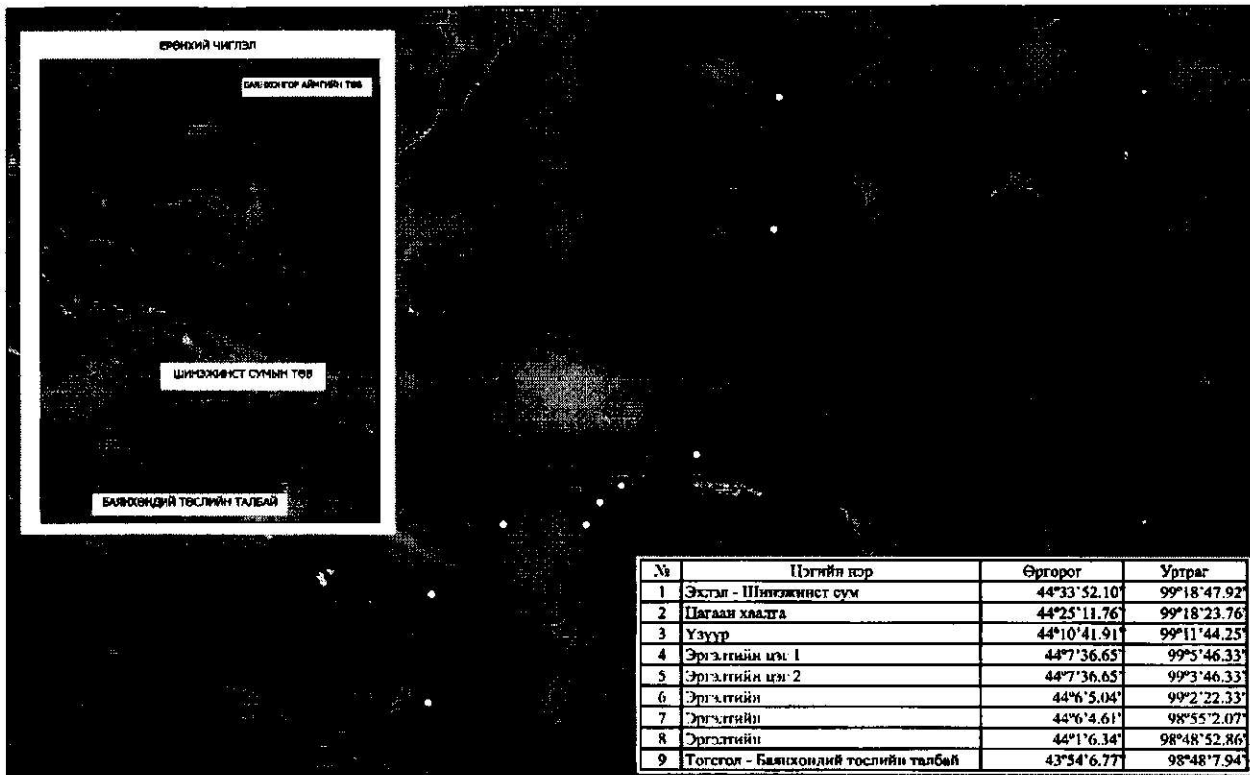 ЕРӨНХИЙ ЧИГЛЭЛ
БАЯНХОНГОР АЙМГИЙН ТӨВ
ШИНЭЖИНСТ СУМЫН ТӨВ
БАЯНХӨНДИЙ ТӨСЛИЙН ТАЛБАЙ
№ Цэгийн нэр Өргөрөг Уртраг
1 Эхлэл - Шинэжинст сум 44°33'52.10" 99°18'47.92"
2 Цагаан хаалга 44°25'11.76" 99°18'23.76"
3 Үзүүр 44°10'41.91" 99°11'44.25"
4 Эргэлтийн цэг 1 44°7'36.65" 99°5'46.33"
5 Эргэлтийн цэг 2 44°7'36.65" 99°3'46.33"
6 Эргэлтийн 44°6'5.04" 99°2'22.33"
7 Эргэлтийн 44°6'4.61" 98°55'2.07"
8 Эргэлтийн 44°1'6.34" 98°48'52.86"
9 Төгсгөл - Баянхөндий төслийн талбай 43°54'6.77" 98°48'7.94"